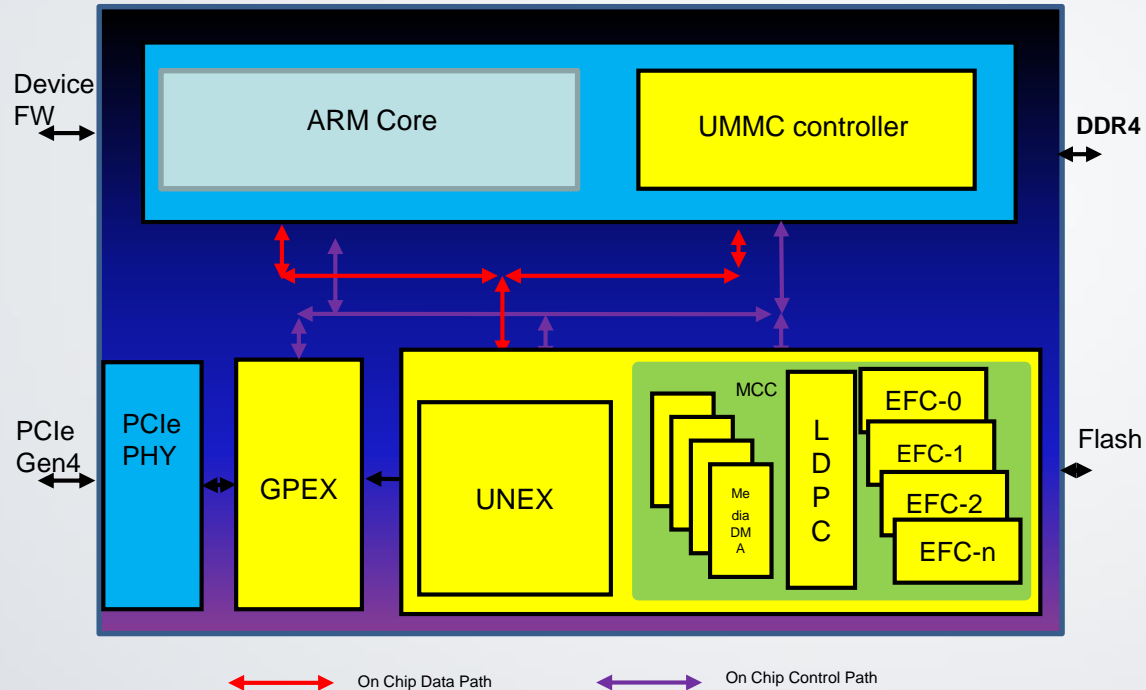 Device
FW
ARM Core
UMMC controller
DDR4
PCIe
Gen4
PCIe
PHY
GPEX
UNEX
MCC
Me
dia
DM
A
L
D
P
C
EFC-0
EFC-1
EFC-2
EFC-n
Flash
On Chip Data Path
On Chip Control Path